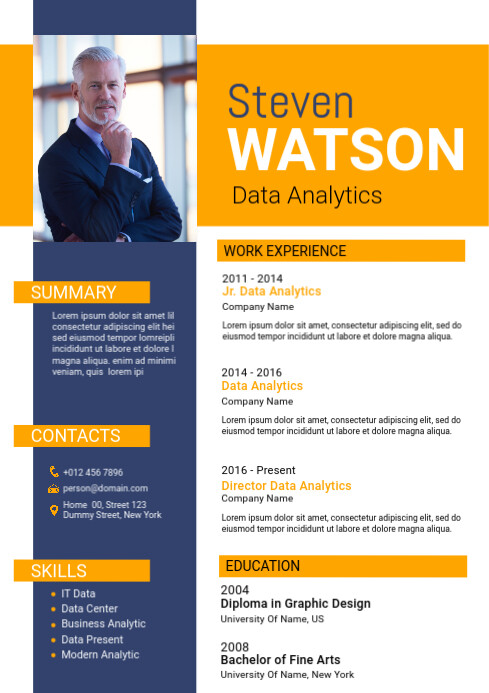 Steven
WATSON
Data Analytics
SUMMARY
Lorem ipsum dolor sit amet lil
consectetur adipiscing elit hei
sed eiusmod tempor lomreipli
incididunt ut labore et dolore l
magna aliqua. enim ad minimi
veniam, quis lorem ipi
CONTACTS
+012 456 7896
person@domain.com
Home 00, Street 123
Dummy Street, New York
SKILLS
IT Data
Data Center
Business Analytic
Data Present
Modern Analytic
WORK EXPERIENCE
2011 - 2014
Jr. Data Analytics
Company Name
Lorem ipsum dolor sit amet, consectetur adipiscing elit, sed do
eiusmod tempor incididunt ut labore et dolore magna aliqua.
2014 - 2016
Data Analytics
Company Name
Lorem ipsum dolor sit amet, consectetur adipiscing elit, sed do
eiusmod tempor incididunt ut labore et dolore magna aliqua.
2016 - Present
Director Data Analytics
Company Name
Lorem ipsum dolor sit amet, consectetur adipiscing elit, sed do
eiusmod tempor incididunt ut labore et dolore magna aliqua.
EDUCATION
2004
Diploma in Graphic Design
University Of Name, US
2008
Bachelor of Fine Arts
University Of Name, New York